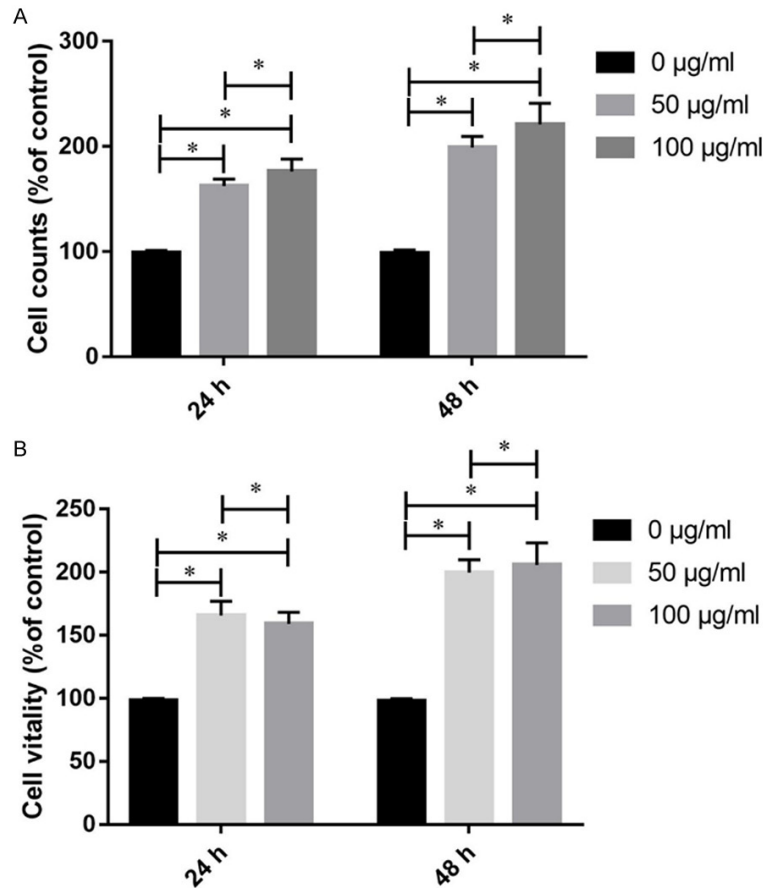 A
Cell counts (%of control)
300
200
100
0
*
*
*
*
*
*
24 h
48 h
0 µg/ml
50 µg/ml
100 µg/ml
B
Cell vitality (%of control)
250
200
150
100
50
0
*
*
*
*
*
*
24 h
48 h
0 µg/ml
50 µg/ml
100 µg/ml